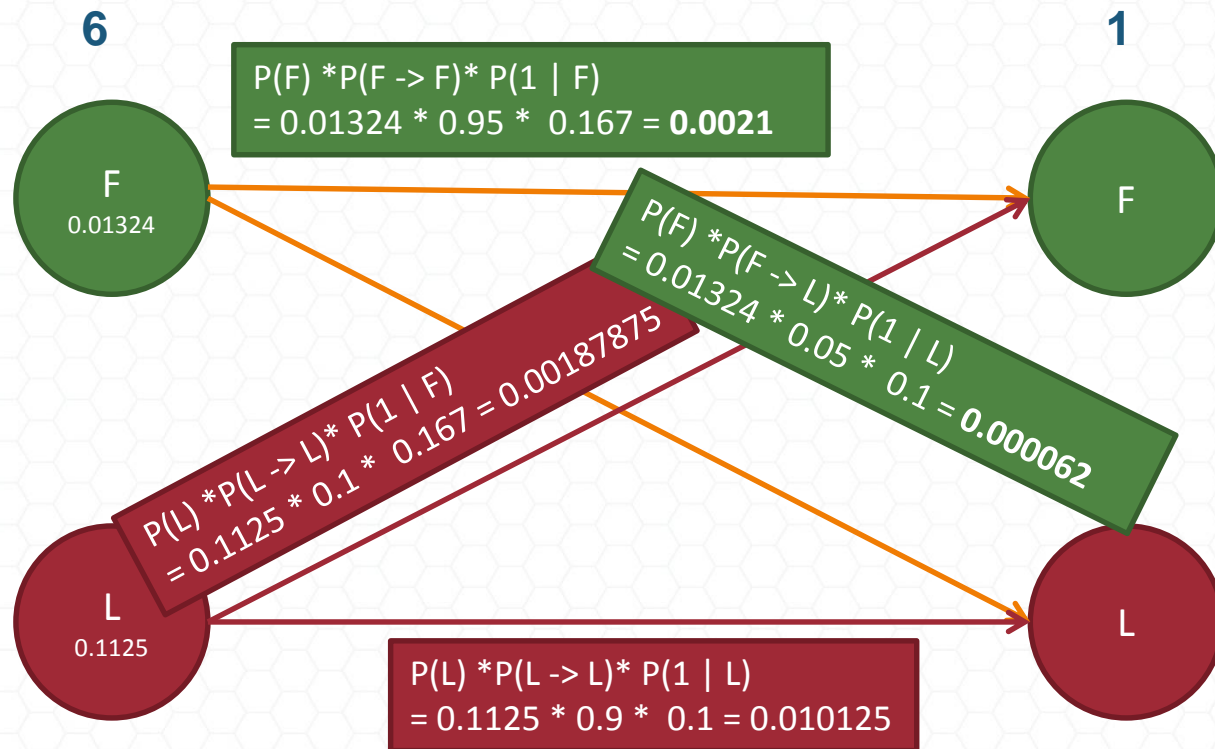 6
1
P(F) *P(F -> F)* P(1 | F)
= 0.01324 * 0.95 *  0.167 = 0.0021
F
0.01324
F
P(F) *P(F -> L)* P(1 | L)
= 0.01324 * 0.05 *  0.1 = 0.000062
P(L) *P(L -> L)* P(1 | F)
= 0.1125 * 0.1 *  0.167 = 0.00187875
L
0.1125
L
P(L) *P(L -> L)* P(1 | L)
= 0.1125 * 0.9 *  0.1 = 0.010125